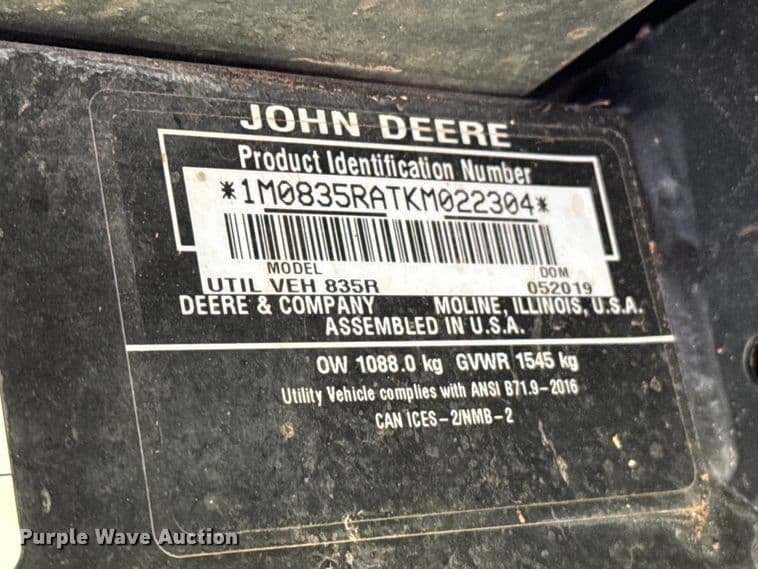 JOHN DEERE
Product Identification Number
*1M0835RATKM022304*
MODEL DOM
UTIL VEH 835R 052019
DEERE & COMPANY MOLINE, ILLINOIS, U.S.A.
ASSEMBLED IN U.S.A.
OW 1088.0 kg GVWR 1545 kg
Utility Vehicle complies with ANSI B71.9-2016
CAN ICES-2/NMB-2
Purple Wave Auction